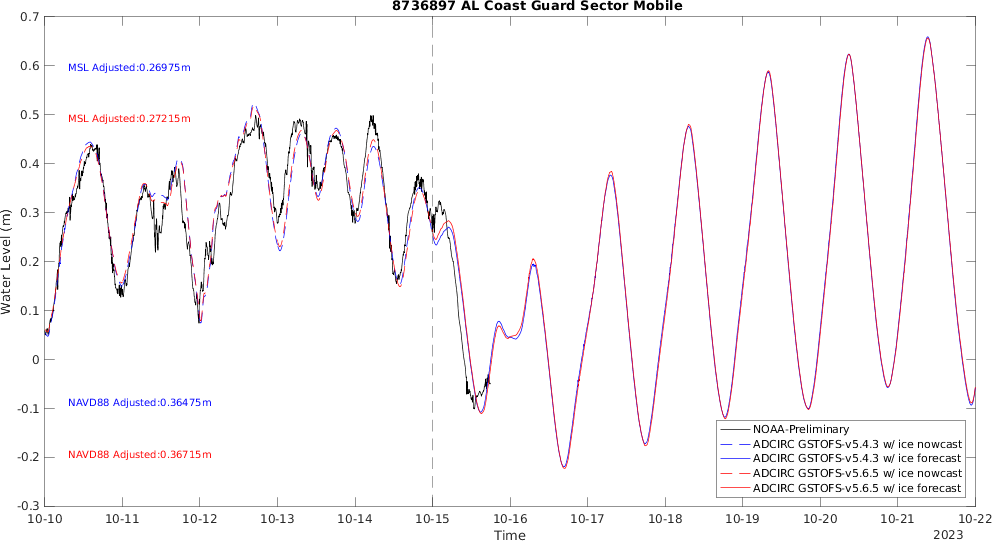 8736897 AL Coast Guard Sector Mobile
0.7
0.6
0.5
0.4
0.3
0.2
0.1
0
-0.1
-0.2
-0.3
Water Level (m)
MSL Adjusted:0.26975m
MSL Adjusted:0.27215m
NAVD88 Adjusted:0.36475m
NAVD88 Adjusted:0.36715m
NOAA-Preliminary
ADCIRC GSTOFS-v5.4.3 w/ ice nowcast
ADCIRC GSTOFS-v5.4.3 w/ ice forecast
ADCIRC GSTOFS-v5.6.5 w/ ice nowcast
ADCIRC GSTOFS-v5.6.5 w/ ice forecast
10-10 10-11 10-12 10-13 10-14 10-15 10-16 10-17 10-18 10-19 10-20 10-21 10-22
Time
2023